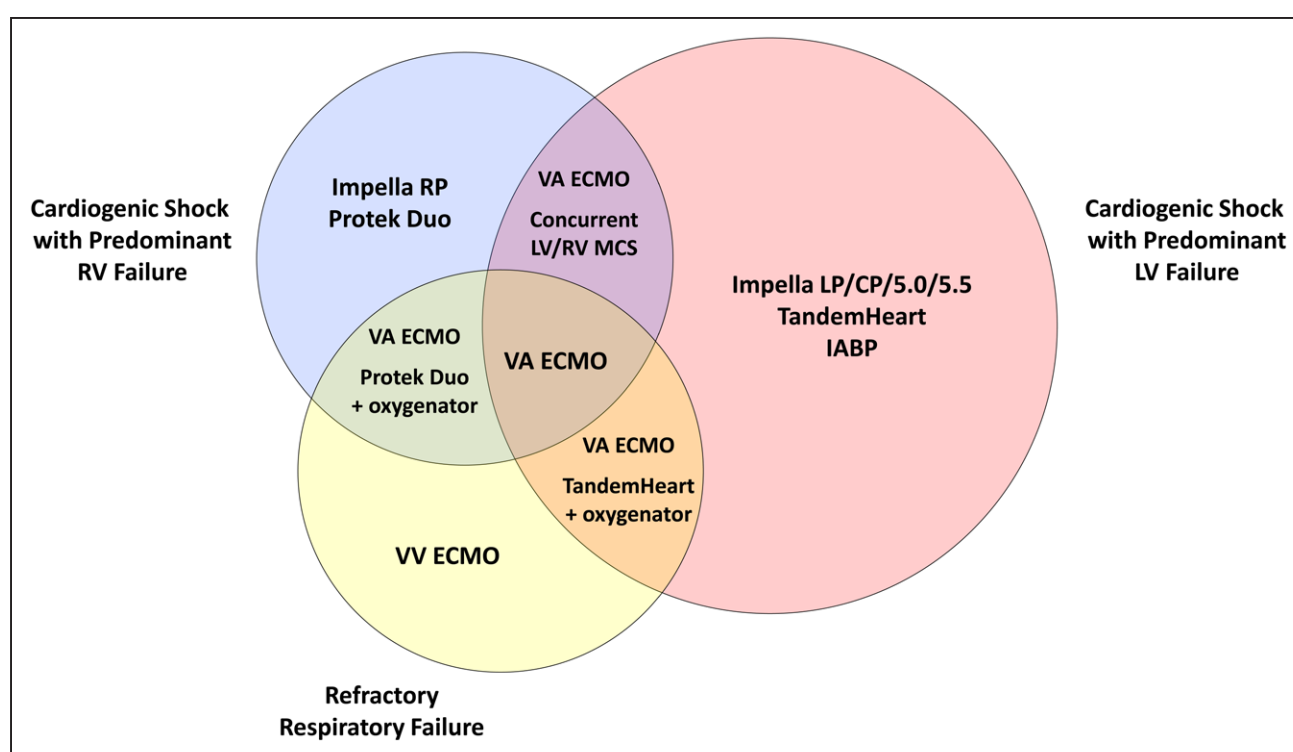 Cardiogenic Shock
with Predominant
RV Failure
Impella RP
Protek Duo
VA ECMO
Concurrent
LV/RV MCS
Cardiogenic Shock
with Predominant
LV Failure
Impella LP/CP/5.0/5.5
TandemHeart
IABP
VA ECMO
Protek Duo
+ oxygenator
VA ECMO
VA ECMO
TandemHeart
+ oxygenator
VV ECMO
Refractory
Respiratory Failure